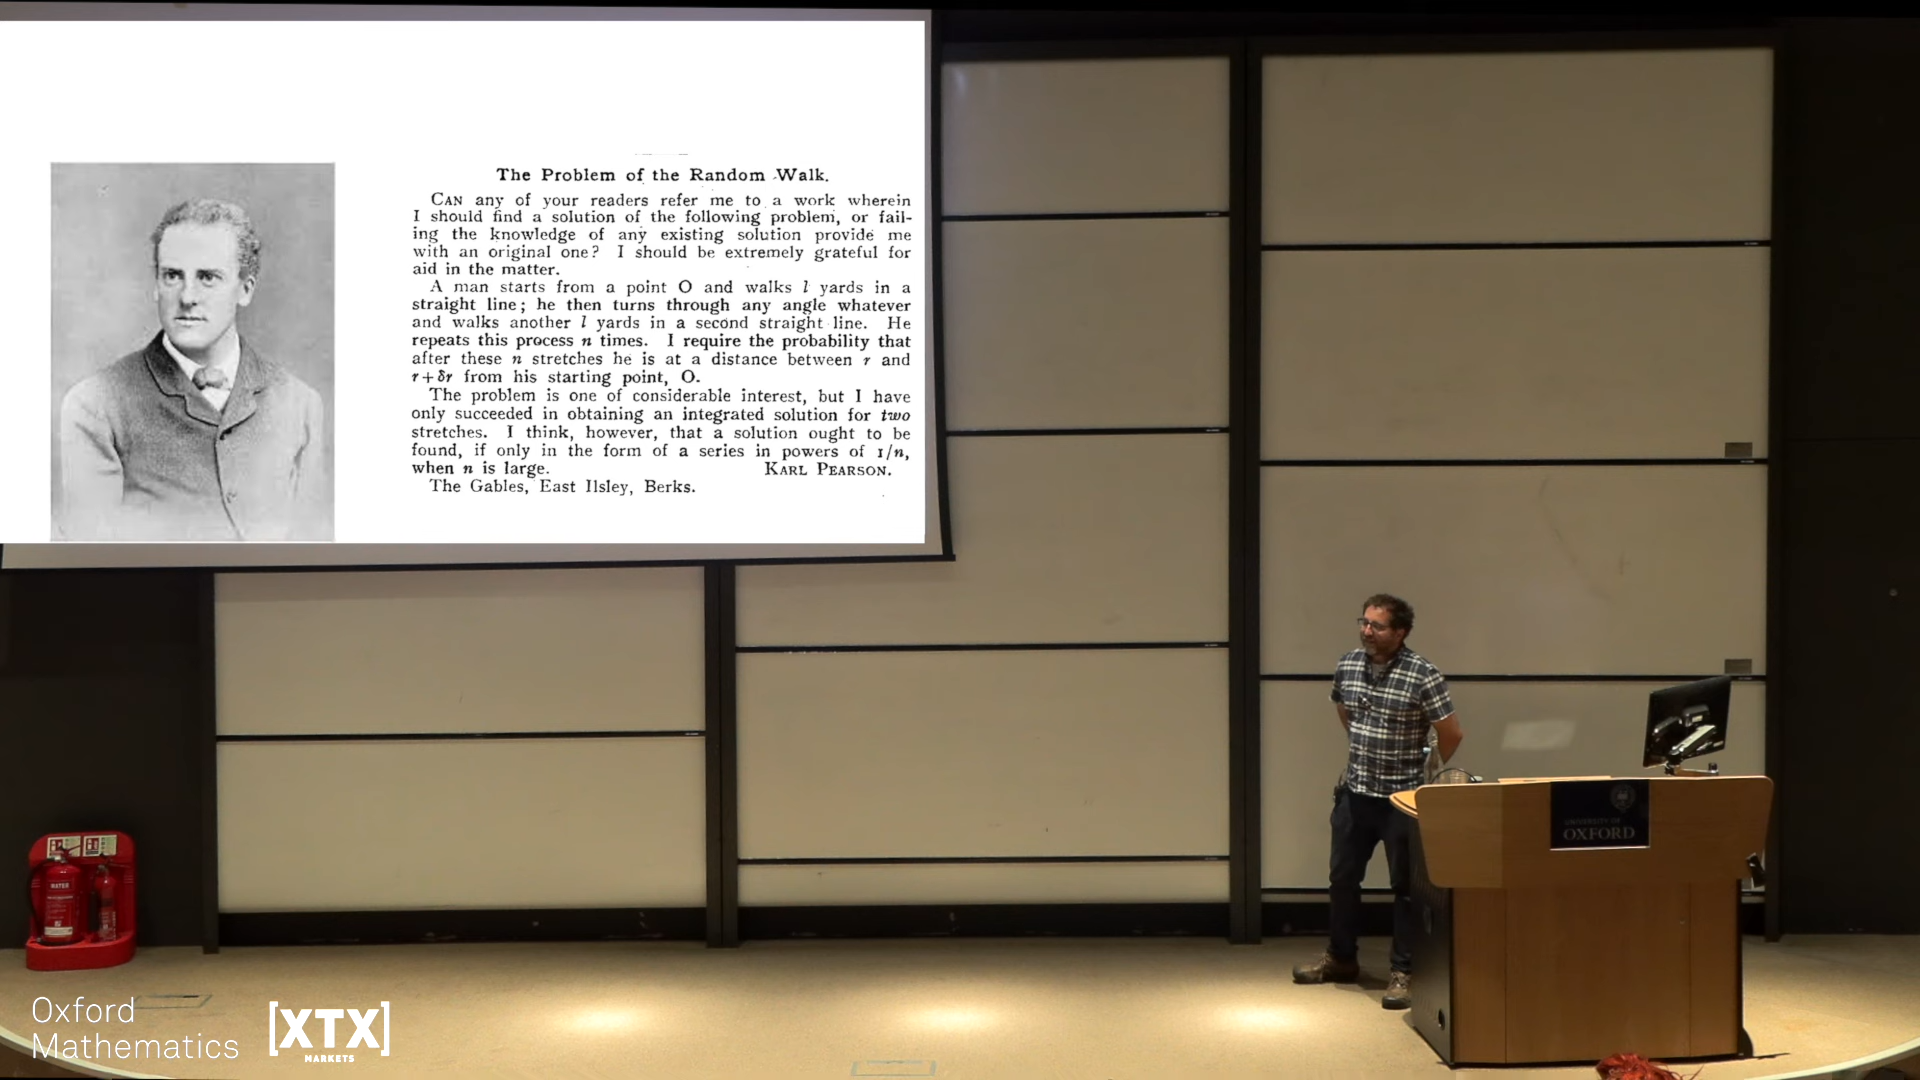 The Problem of the Random Walk.
CAN any of your readers refer me to a work wherein
I should find a solution of the following problem, or fail-
ing the knowledge of any existing solution provide me
with an original one? I should be extremely grateful for
aid in the matter.
A man starts from a point O and walks l yards in a
straight line; he then turns through any angle whatever
and walks another l yards in a second straight line. He
repeats this process n times. I require the probability that
after these n stretches he is at a distance between r and
r + δr from his starting point, O.
The problem is one of considerable interest, but I have
only succeeded in obtaining an integrated solution for two
stretches. I think, however, that a solution ought to be
found, if only in the form of a series in powers of 1/n,
when n is large. KARL PEARSON.
The Gables, East Ilsley, Berks.
UNIVERSITY OF
OXFORD
WATER
Oxford
Mathematics
[XTX]
MARKETS